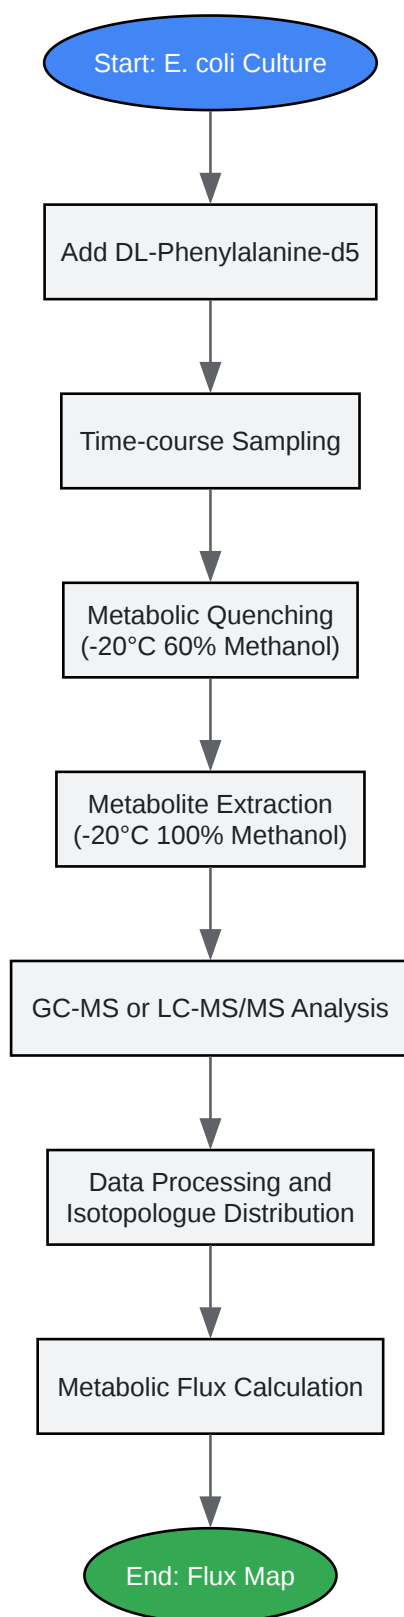 Start: E. coli Culture
Add DL-Phenylalanine-d5
Time-course Sampling
Metabolic Quenching
(-20°C 60% Methanol)
Metabolite Extraction
(-20°C 100% Methanol)
GC-MS or LC-MS/MS Analysis
Data Processing and
Isotopologue Distribution
Metabolic Flux Calculation
End: Flux Map